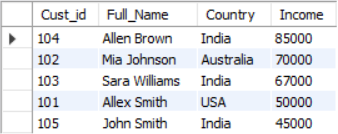 Cust_id Full_Name Country Income
104 Allen Brown India 85000
102 Mia Johnson Australia 70000
103 Sara Williams India 67000
101 Allex Smith USA 50000
105 John Smith India 45000